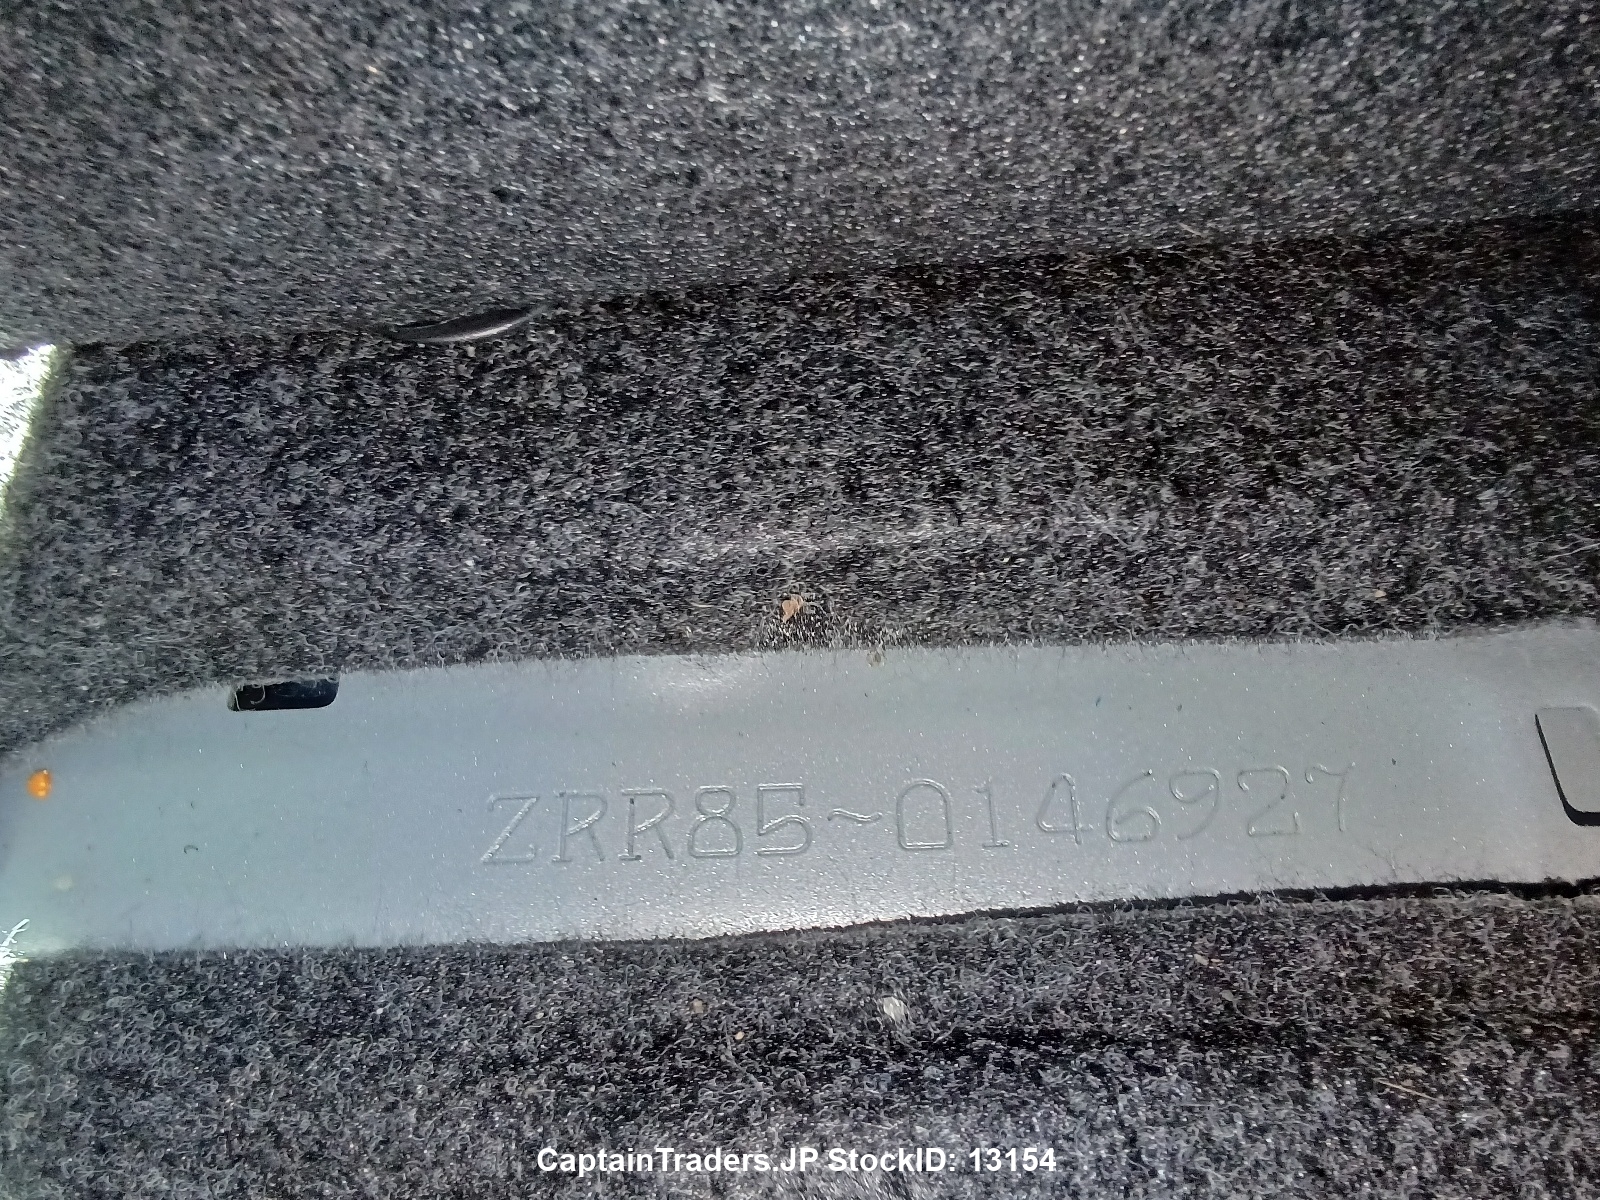 ZRR85~0146927
CaptainTraders.JP StockID: 13154